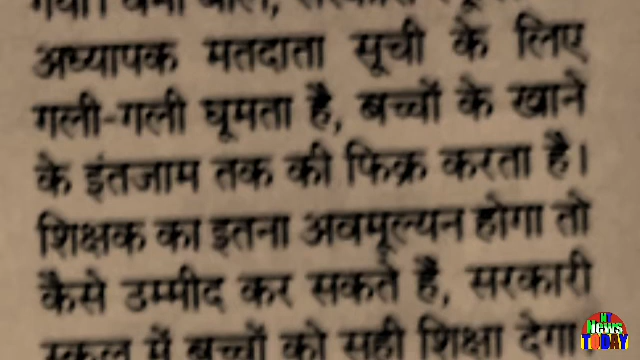 अध्यापक मतदाता सूची के लिए
गली-गली घूमता है, बच्चों के खाने
के इंतजाम तक की फिक्र करता है।
शिक्षक का इतना अवमूल्यन होगा तो
कैसे उम्मीद कर सकते है, सरकारी
स्कूल में बच्चों को सही शिक्षा देगा।
NT
News
TODAY